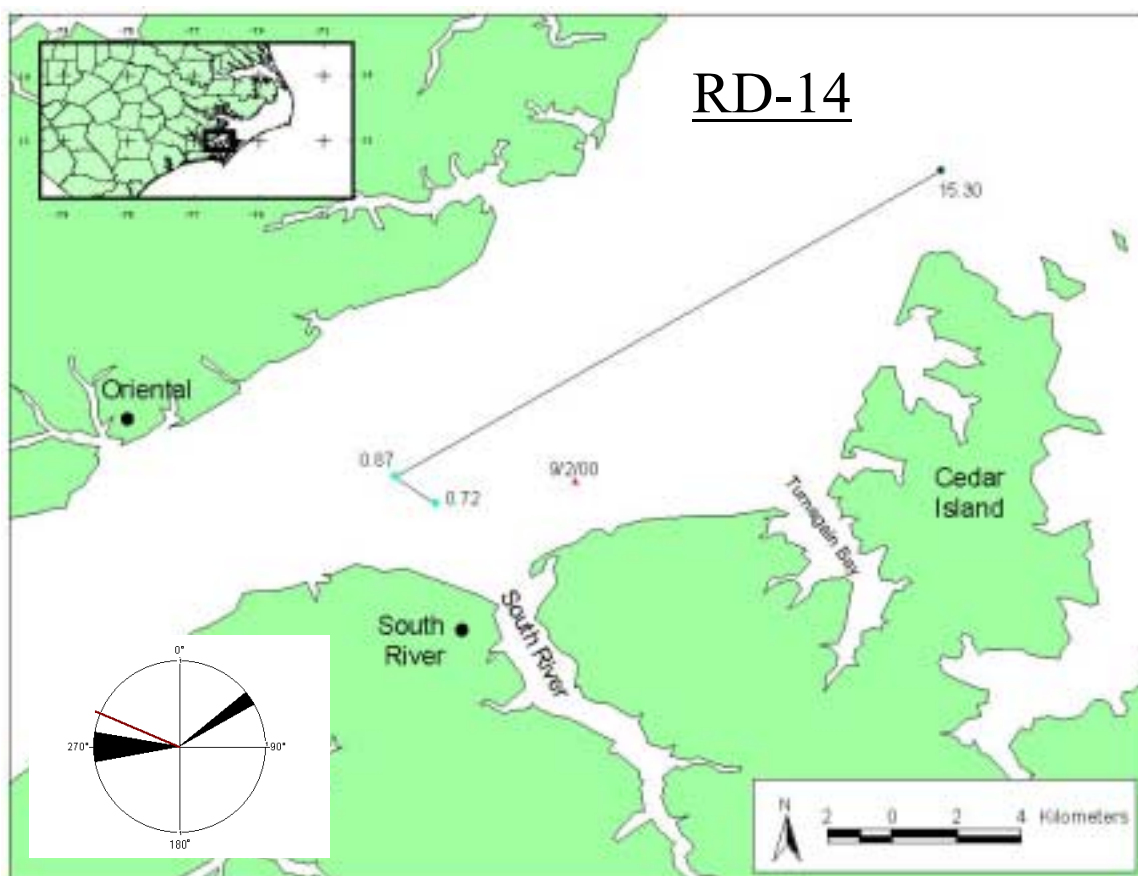 RD-14
15.30
Oriental
0.87
9/2/00
0.72
Cedar
Island
Turnagain Bay
South
River
South River
0°
270°
90°
180°
N
2 0 2 4 Kilometers